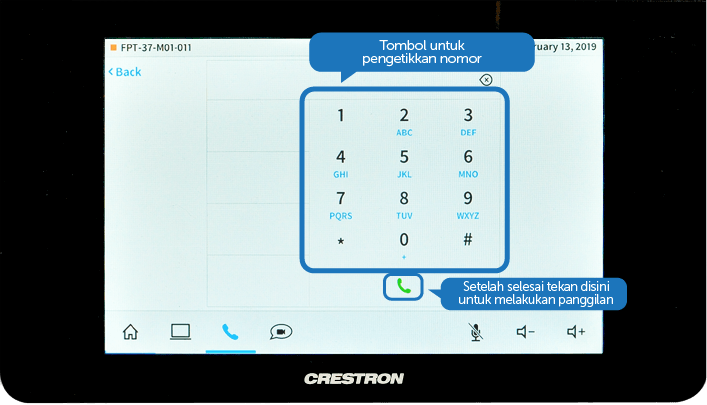 FPT-37-M01-011
Tombol untuk
pengetikkan nomor
ruary 13, 2019
Back
1
2
3
ABC
DEF
4
5
6
GHI
JKL
MNO
7
8
9
PQRS
TUV
WXYZ
*
0
#
+
Setelah selesai tekan disini
untuk melakukan panggilan
CRESTRON